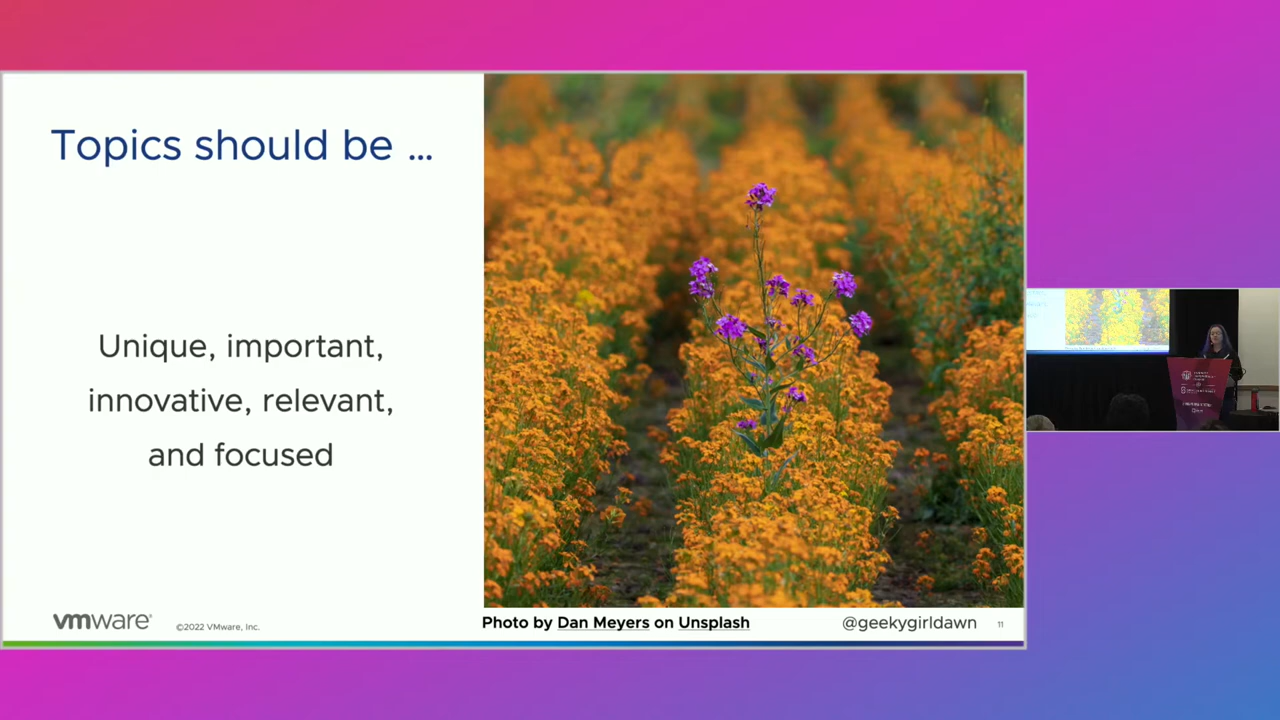 Topics should be ...
Unique, important,
innovative, relevant,
and focused
vmware®
©2022 VMware, Inc.
Photo by Dan Meyers on Unsplash
@geekygirldawn
11